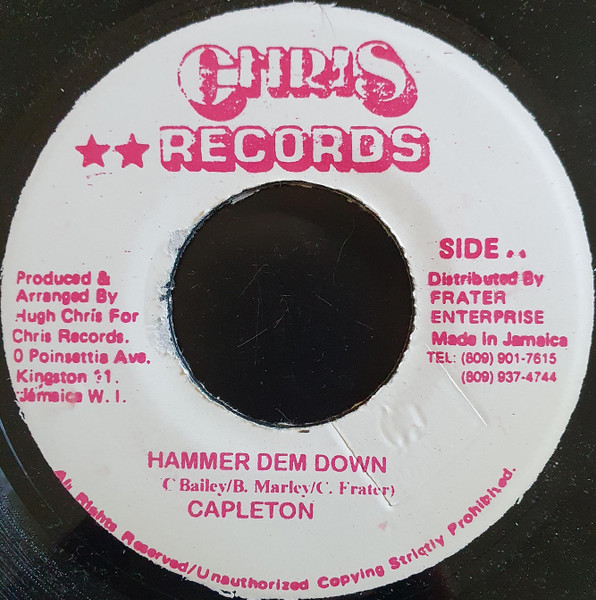 CHRIS
RECORDS
SIDE
Produced &
Arranged By
Hugh Chris For
Chris Records.
0 Poinsettia Ave.
Kingston 11.
Jamaica W. I.
Distributed By
FRATER
ENTERPRISE
Made in Jamaica
TEL: (809) 901-7615
(809) 937-4744
HAMMER DEM DOWN
(C Bailey/B. Marley/C. Frater)
CAPLETON
All Rights Reserved/Unauthorized Copying Strictly Prohibited.